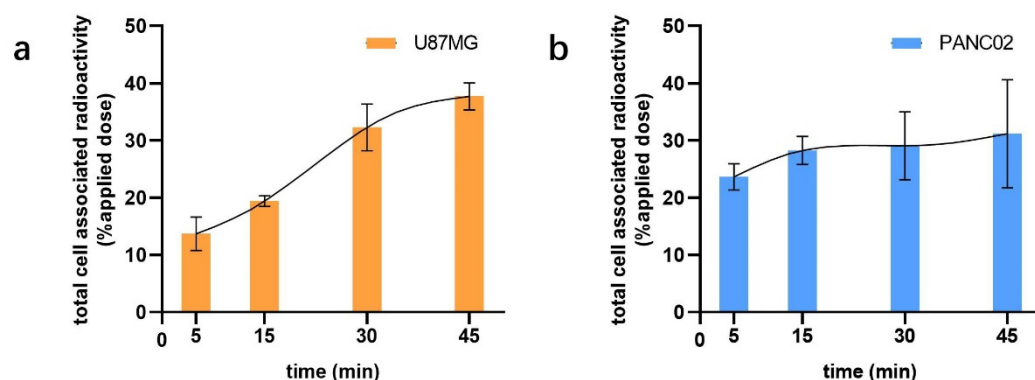 a
U87MG
total cell associated radioactivity
(%applied dose)
50
40
30
20
10
0
0 5 15 30 45
time (min)
b
PANC02
total cell associated radioactivity
(%applied dose)
50
40
30
20
10
0
0 5 15 30 45
time (min)